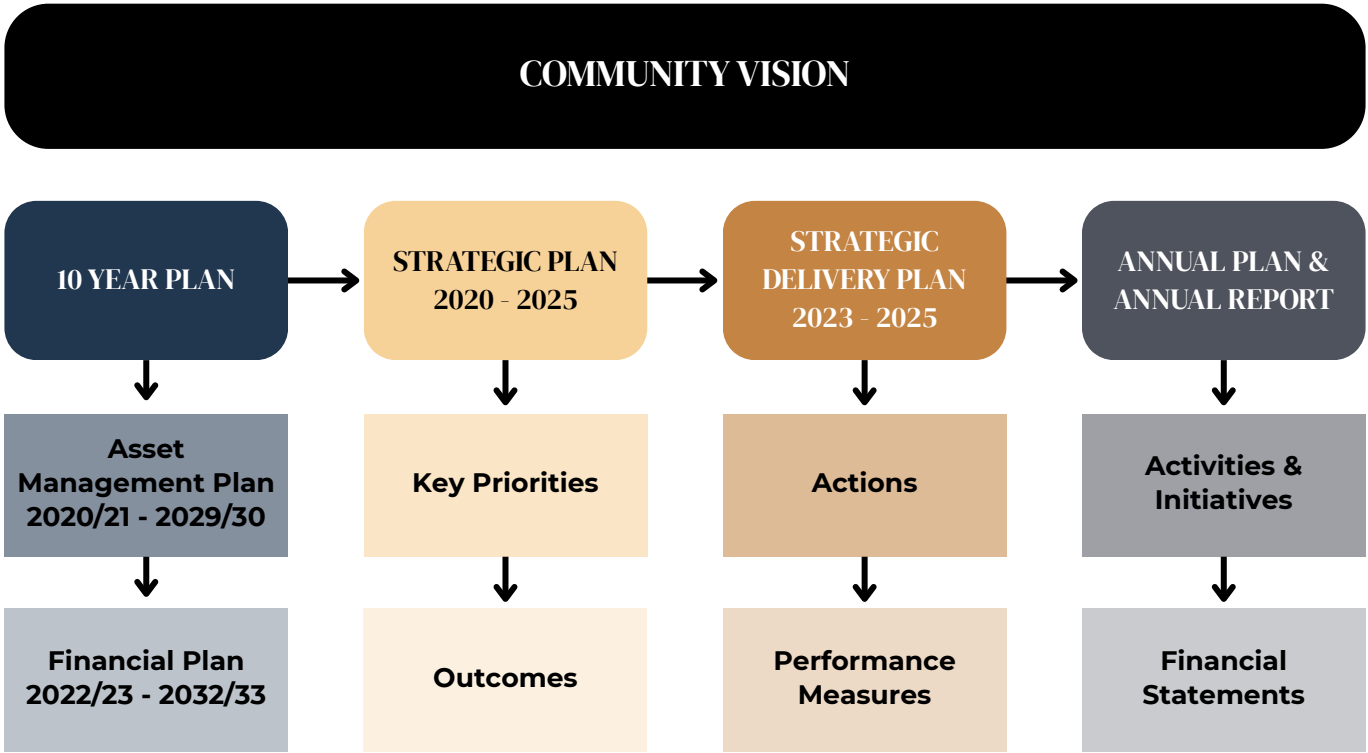 COMMUNITY VISION
10 YEAR PLAN
STRATEGIC PLAN
2020 - 2025
STRATEGIC
DELIVERY PLAN
2023 - 2025
ANNUAL PLAN &
ANNUAL REPORT
Asset
Management Plan
2020/21 - 2029/30
Key Priorities
Actions
Activities &
Initiatives
Financial Plan
2022/23 - 2032/33
Outcomes
Performance
Measures
Financial
Statements